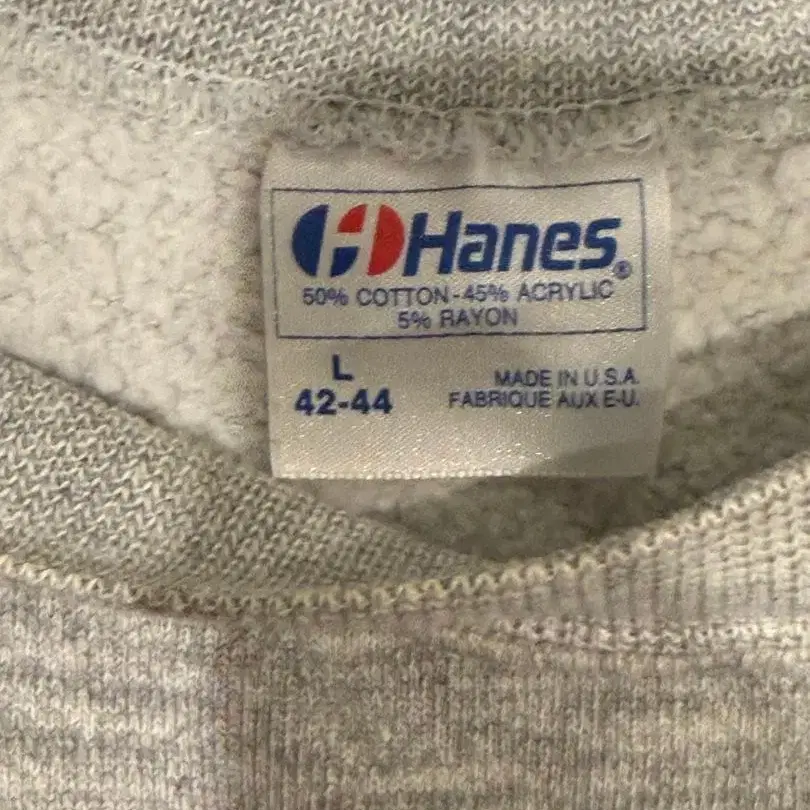 Hanes®
50% COTTON-45% ACRYLIC
5% RAYON
L
42-44
MADE IN U.S.A.
FABRIQUE AUX E-U.